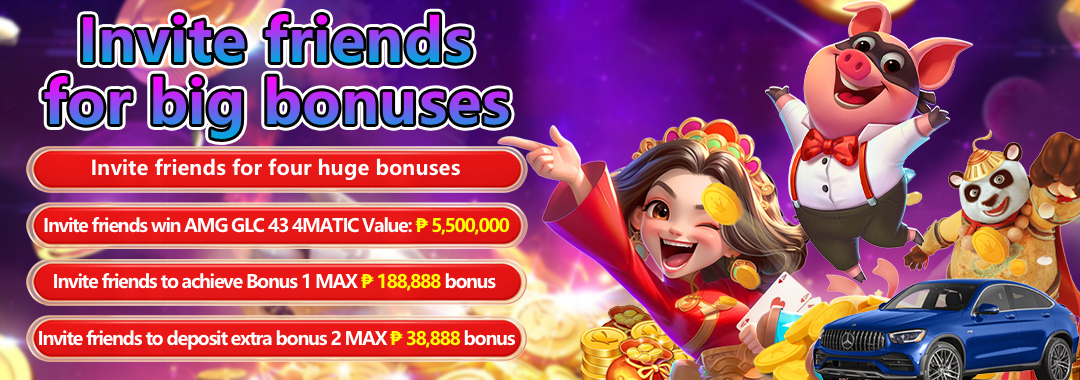 Invite friends
for big bonuses
Invite friends for four huge bonuses
Invite friends win AMG GLC 43 4MATIC Value: ₱ 5,500,000
Invite friends to achieve Bonus 1 MAX ₱ 188,888 bonus
Invite friends to deposit extra bonus 2 MAX ₱ 38,888 bonus